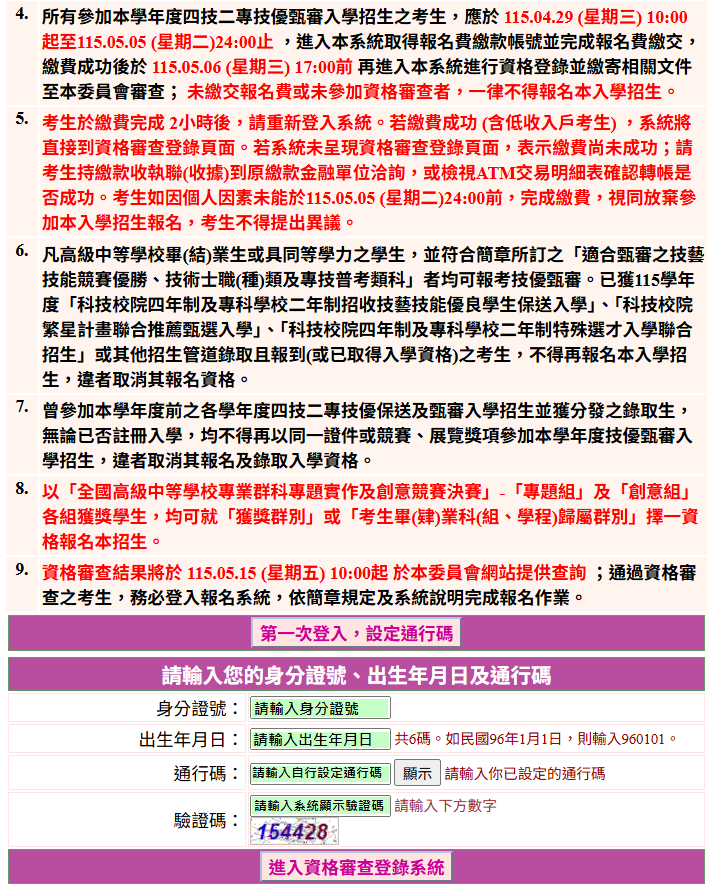 4. 所有參加本學年度四技二專技優甄審入學招生之考生，應於 115.04.29 (星期三) 10:00
起至115.05.05 (星期二)24:00止 ，進入本系統取得報名費繳款帳號並完成報名費繳交，
繳費成功後於 115.05.06 (星期三) 17:00前 再進入本系統進行資格登錄並繳寄相關文件
至本委員會審查； 未繳交報名費或未參加資格審查者，一律不得報名本入學招生。
5. 考生於繳費完成 2小時後，請重新登入系統。若繳費成功 (含低收入戶考生) ，系統將
直接到資格審查登錄頁面。若系統未呈現資格審查登錄頁面，表示繳費尚未成功；請
考生持繳款收執聯(收據)到原繳款金融單位洽詢，或檢視ATM交易明細表確認轉帳是
否成功。考生如因個人因素未能於115.05.05 (星期二)24:00前，完成繳費，視同放棄參
加本入學招生報名，考生不得提出異議。
6. 凡高級中等學校畢(結)業生或具同等學力之學生，並符合簡章所訂之「適合甄審之技藝
技能競賽優勝、技術士職(種)類及專技普考類科」者均可報考技優甄審。已獲115學年
度「科技校院四年制及專科學校二年制招收技藝技能優良學生保送入學」、「科技校院
繁星計畫聯合推薦甄選入學」、「科技校院四年制及專科學校二年制特殊選才入學聯合
招生」或其他招生管道錄取且報到(或已取得入學資格)之考生，不得再報名本入學招
生，違者取消其報名資格。
7. 曾參加本學年度前之各學年度四技二專技優保送及甄審入學招生並獲分發之錄取生，
無論已否註冊入學，均不得再以同一證件或競賽、展覽獎項參加本學年度技優甄審入
學招生，違者取消其報名及錄取入學資格。
8. 以「全國高級中等學校專業群科專題實作及創意競賽決賽」-「專題組」及「創意組」
各組獲獎學生，均可就「獲獎群別」或「考生畢(肄)業科(組、學程)歸屬群別」擇一資
格報名本招生。
9. 資格審查結果將於 115.05.15 (星期五) 10:00起 於本委員會網站提供查詢 ；通過資格審
查之考生，務必登入報名系統，依簡章規定及系統說明完成報名作業。
第一次登入，設定通行碼
請輸入您的身分證號、出生年月日及通行碼
身分證號： 請輸入身分證號
出生年月日： 請輸入出生年月日 共6碼。如民國96年1月1日，則輸入960101。
通行碼： 請輸入自行設定通行碼 顯示 請輸入你已設定的通行碼
驗證碼： 請輸入系統顯示驗證碼 請輸入下方數字
154428
進入資格審查登錄系統